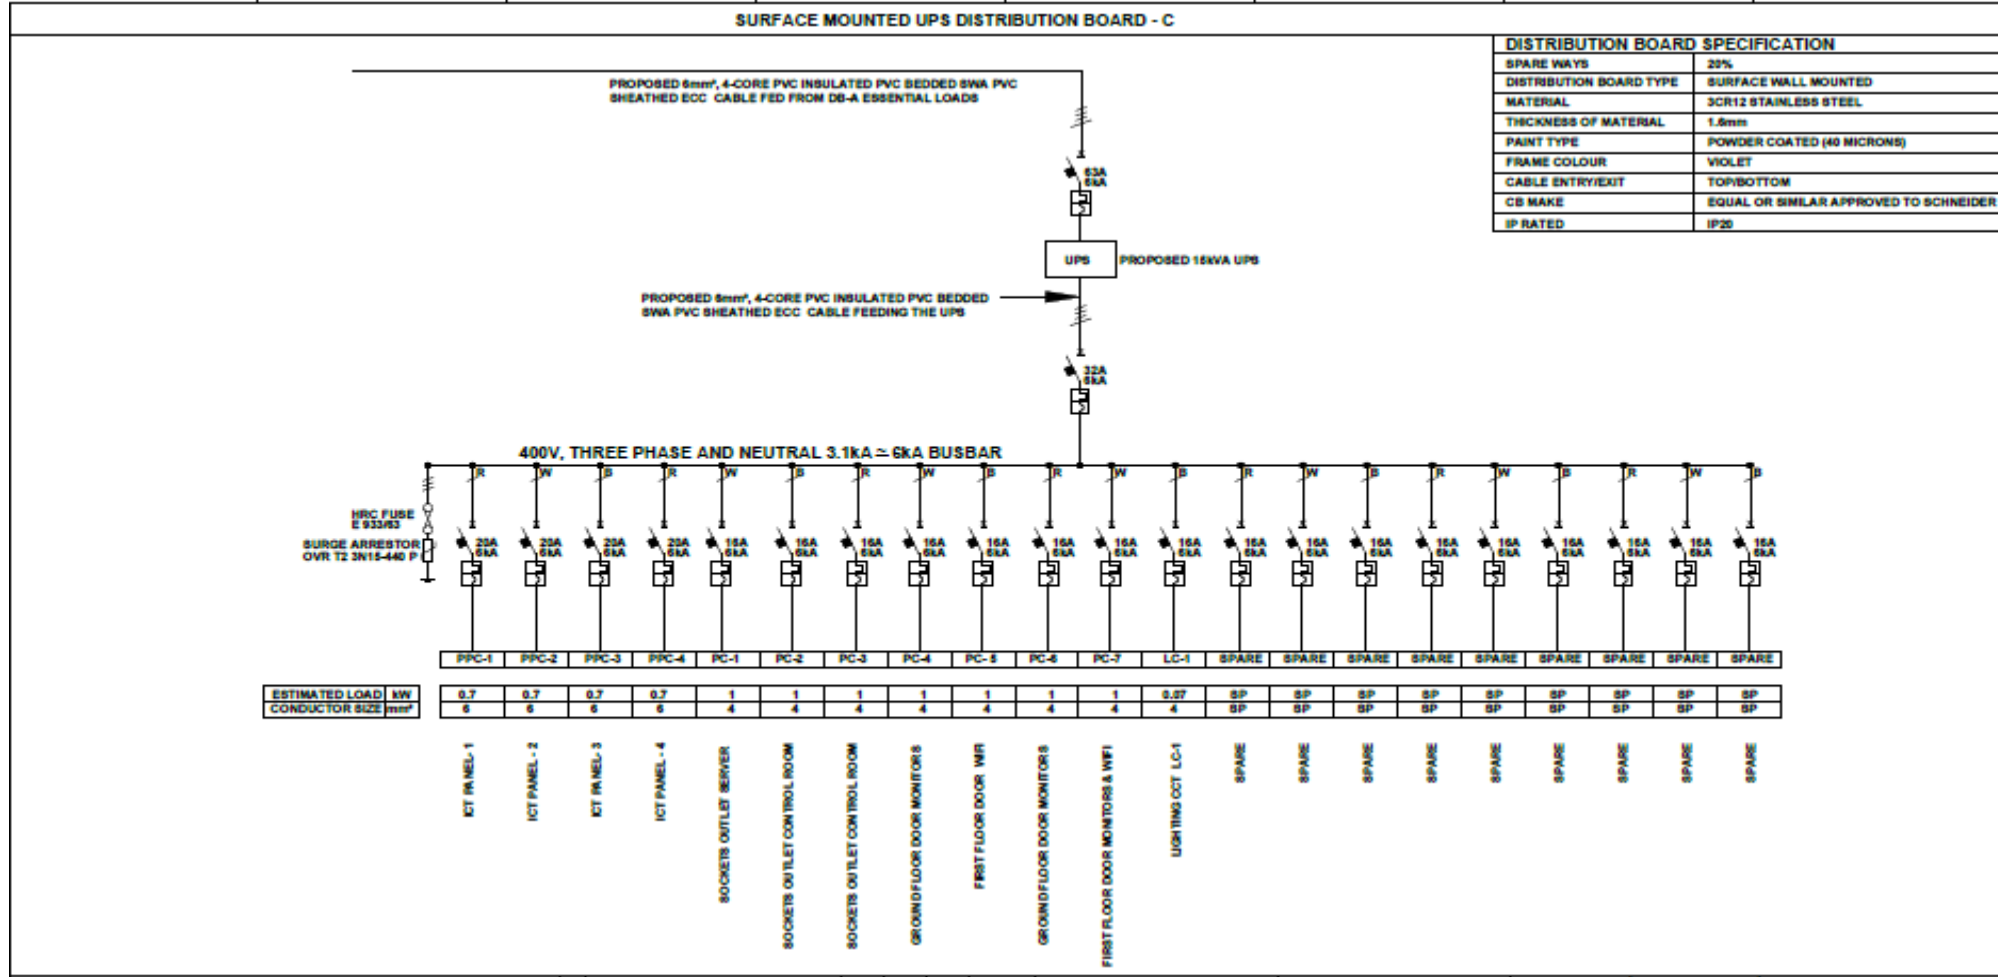 SURFACE MOUNTED UPS DISTRIBUTION BOARD - C
DISTRIBUTION BOARD SPECIFICATION
SPARE WAYS 20%
DISTRIBUTION BOARD TYPE SURFACE WALL MOUNTED
MATERIAL 3CR12 STAINLESS STEEL
THICKNESS OF MATERIAL 1.6mm
PAINT TYPE POWDER COATED (40 MICRONS)
FRAME COLOUR VIOLET
CABLE ENTRY/EXIT TOP/BOTTOM
CB MAKE EQUAL OR SIMILAR APPROVED TO SCHNEIDER
IP RATED IP20
PROPOSED 6mm², 4-CORE PVC INSULATED PVC BEDDED SWA PVC
SHEATHED ECC CABLE FED FROM DB-A ESSENTIAL LOADS
63A
6kA
UPS
PROPOSED 15kVA UPS
PROPOSED 6mm², 4-CORE PVC INSULATED PVC BEDDED
SWA PVC SHEATHED ECC CABLE FEEDING THE UPS
32A
6kA
400V, THREE PHASE AND NEUTRAL 3.1kA ≃ 6kA BUSBAR
R W B R W B R W B R W B R W B R W B R W B
HRC FUSE
E 933/63
SURGE ARRESTOR
OVR T2 3N15-440 P
20A 20A 20A 20A 16A 16A 16A 16A 16A 16A 16A 16A 16A 16A 16A 16A 16A 16A 16A 16A 16A
6kA 6kA 6kA 6kA 6kA 6kA 6kA 6kA 6kA 6kA 6kA 6kA 6kA 6kA 6kA 6kA 6kA 6kA 6kA 6kA 6kA
PPC-1 PPC-2 PPC-3 PPC-4 PC-1 PC-2 PC-3 PC-4 PC- 5 PC-6 PC-7 LC-1 SPARE SPARE SPARE SPARE SPARE SPARE SPARE SPARE SPARE
ESTIMATED LOAD kW 0.7 0.7 0.7 0.7 1 1 1 1 1 1 1 0.07 SP SP SP SP SP SP SP SP SP
CONDUCTOR SIZE mm² 6 6 6 6 4 4 4 4 4 4 4 4 SP SP SP SP SP SP SP SP SP
ICT PANEL- 1
ICT PANEL - 2
ICT PANEL- 3
ICT PANEL - 4
SOCKETS OUTLET SERVER
SOCKETS OUTLET CONTROL ROOM
SOCKETS OUTLET CONTROL ROOM
GROUND FLOOR DOOR MONITORS
FIRST FLOOR DOOR WIFI
GROUND FLOOR DOOR MONITORS
FIRST FLOOR DOOR MONITORS & WIFI
LIGHTING CCT LC-1
SPARE
SPARE
SPARE
SPARE
SPARE
SPARE
SPARE
SPARE
SPARE